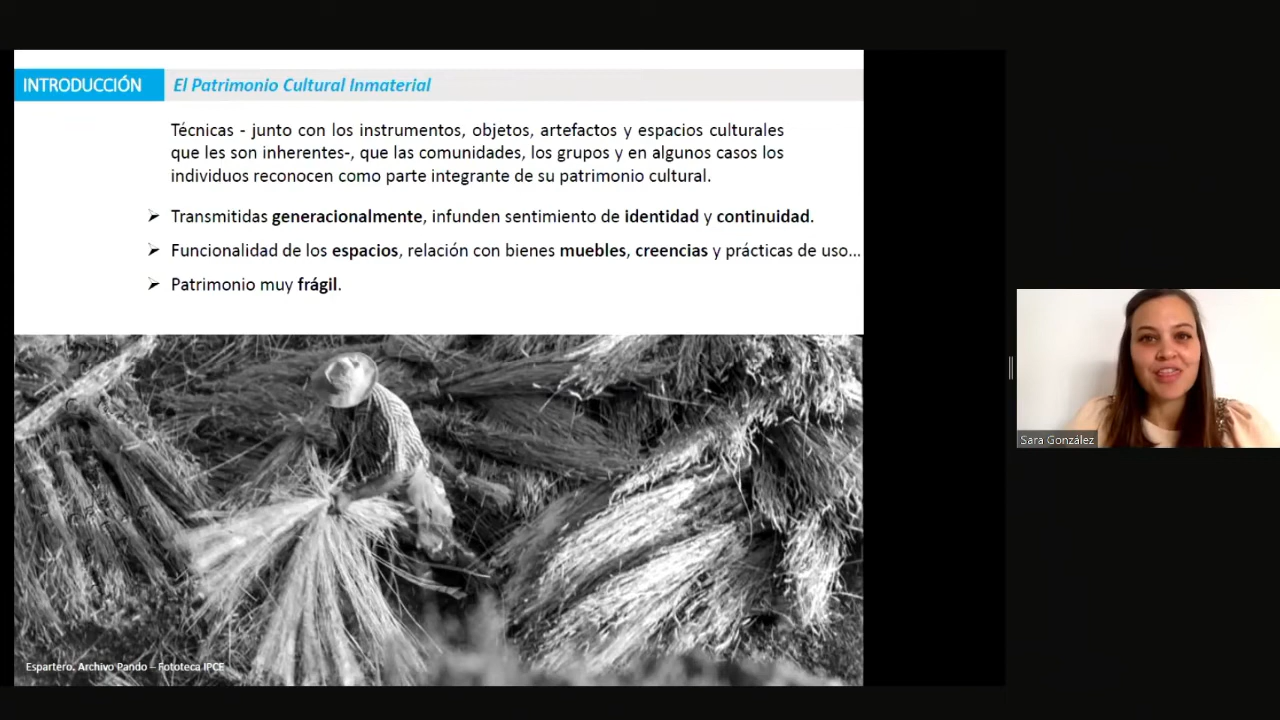 INTRODUCCIÓN El Patrimonio Cultural Inmaterial
Técnicas - junto con los instrumentos, objetos, artefactos y espacios culturales
que les son inherentes-, que las comunidades, los grupos y en algunos casos los
individuos reconocen como parte integrante de su patrimonio cultural.
➢ Transmitidas generacionalmente, infunden sentimiento de identidad y continuidad.
➢ Funcionalidad de los espacios, relación con bienes muebles, creencias y prácticas de uso...
➢ Patrimonio muy frágil.
Sara González
Espartero. Archivo Pando – Fototeca IPCE